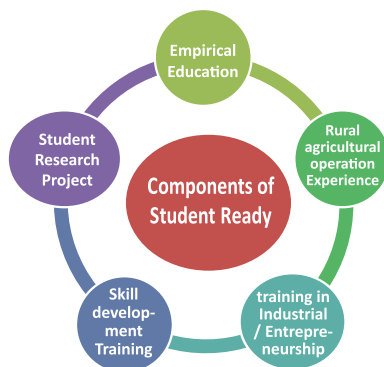 Empirical
Education
Rural
agricultural
operation
Experience
training in
Industrial
/ Entrepre-
neurship
Skill
develop-
ment
Training
Student
Research
Project
Components of
Student Ready